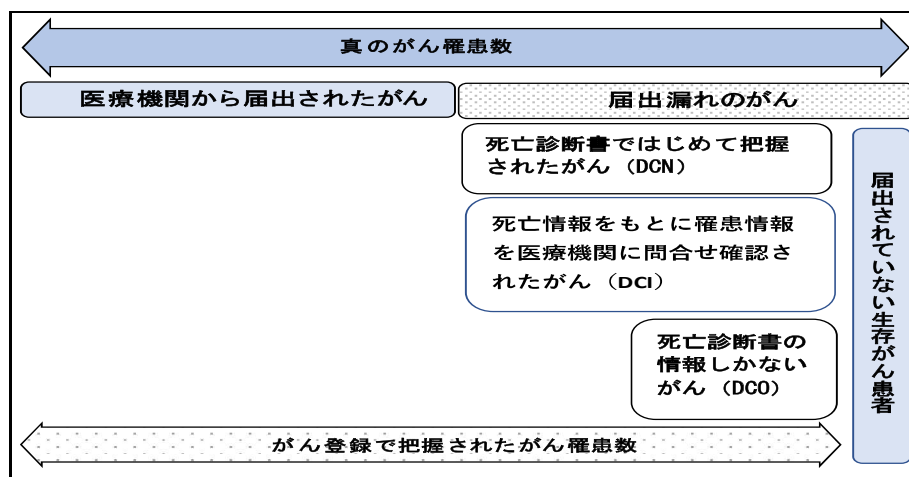 真のがん罹患数
医療機関から届出されたがん
届出漏れのがん
死亡診断書ではじめて把握
されたがん（DCN）
死亡情報をもとに罹患情報
を医療機関に問合せ確認さ
れたがん（DCI）
死亡診断書の
情報しかない
がん（DCO）
届出されていない生存がん患者
がん登録で把握されたがん罹患数